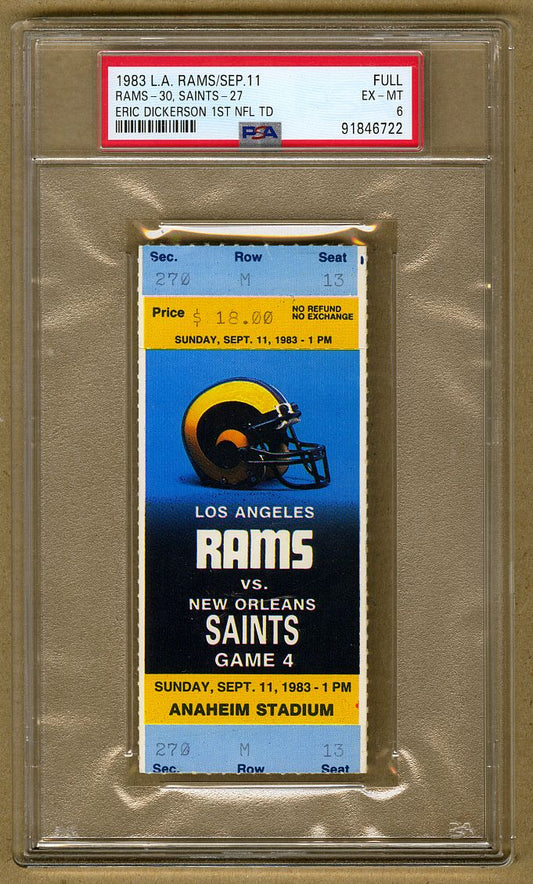 1983 L.A. RAMS/SEP.11 FULL
RAMS-30, SAINTS-27 EX-MT
ERIC DICKERSON 1ST NFL TD 6
PSA 91846722
Sec. Row Seat
270 M 13
Price $ 18.00 NO REFUND
NO EXCHANGE
SUNDAY, SEPT. 11, 1983 - 1 PM
LOS ANGELES
RAMS
VS.
NEW ORLEANS
SAINTS
GAME 4
SUNDAY, SEPT. 11, 1983 - 1 PM
ANAHEIM STADIUM
270 M 13
Sec. Row Seat